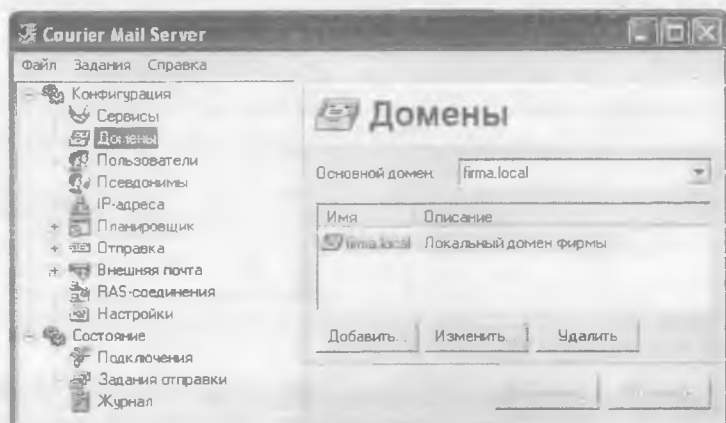 Courier Mail Server
Файл Задания Справка
Конфигурация
Сервисы
Домены
Пользователи
Псевдонимы
IP-адреса
Планировщик
Отправка
Внешняя почта
RAS-соединения
Настройки
Состояние
Подключения
Задания отправки
Журнал
Домены
Основной домен: firma.local
Имя Описание
firma.local Локальный домен фирмы
Добавить... Изменить... Удалить